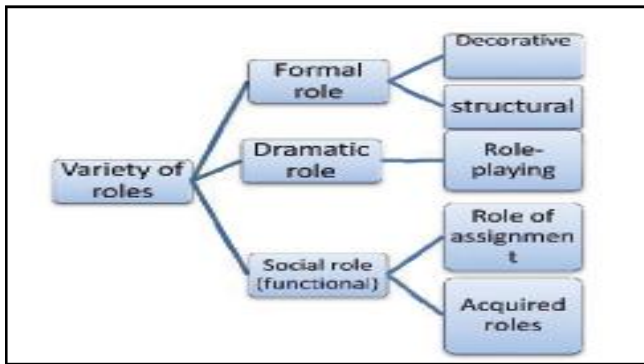 Variety of
roles
Formal
role
Decorative
structural
Dramatic
role
Role-
playing
Social role
(functional)
Role of
assignmen
t
Acquired
roles